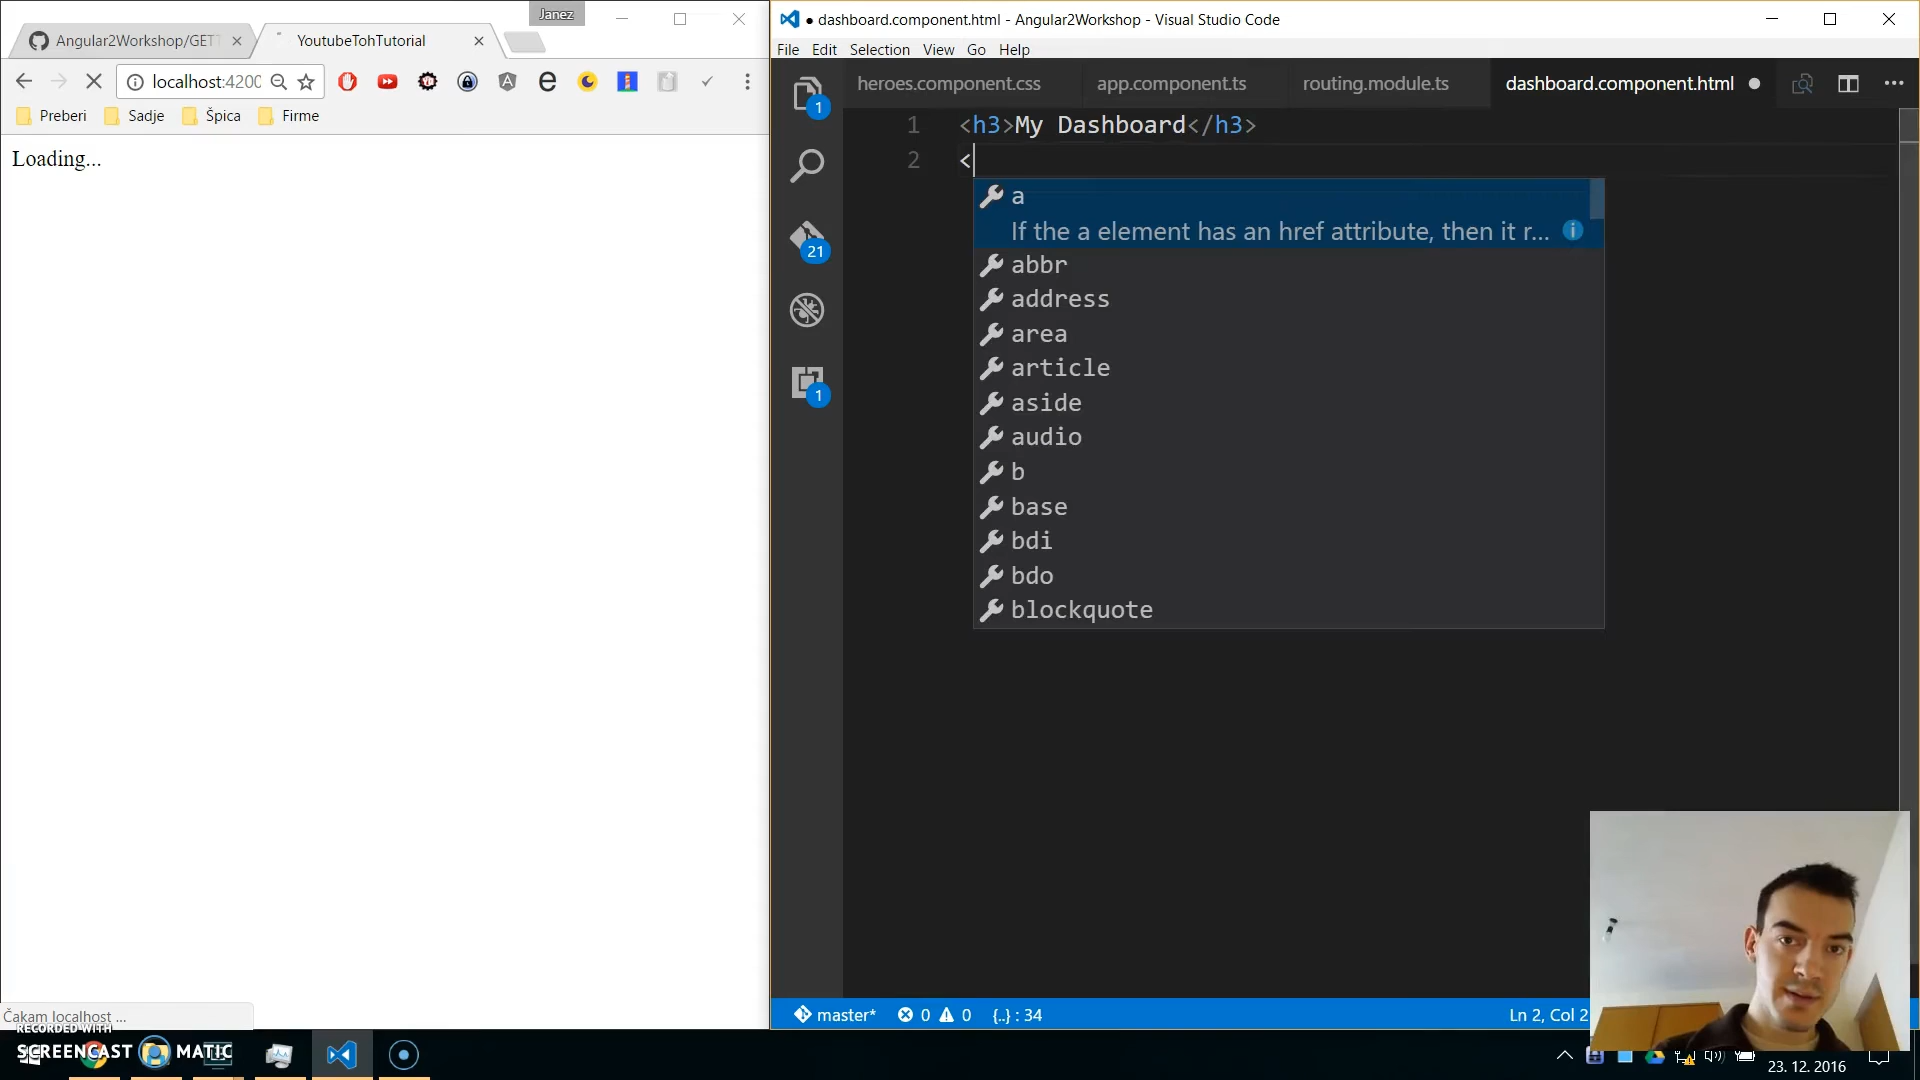 Janez
Angular2Workshop/GET
YoutubeTohTutorial
localhost:4200
Preberi
Sadje
Špica
Firme
Loading...
Čakam localhost ...
RECORDED WITH
SCREENCAST MATIC
● dashboard.component.html - Angular2Workshop - Visual Studio Code
File Edit Selection View Go Help
heroes.component.css
app.component.ts
routing.module.ts
dashboard.component.html
1
21
1
1 <h3>My Dashboard</h3>
2 <
a
If the a element has an href attribute, then it r...
abbr
address
area
article
aside
audio
b
base
bdi
bdo
blockquote
master* 0 0 {..} : 34
Ln 2, Col 2
23. 12. 2016